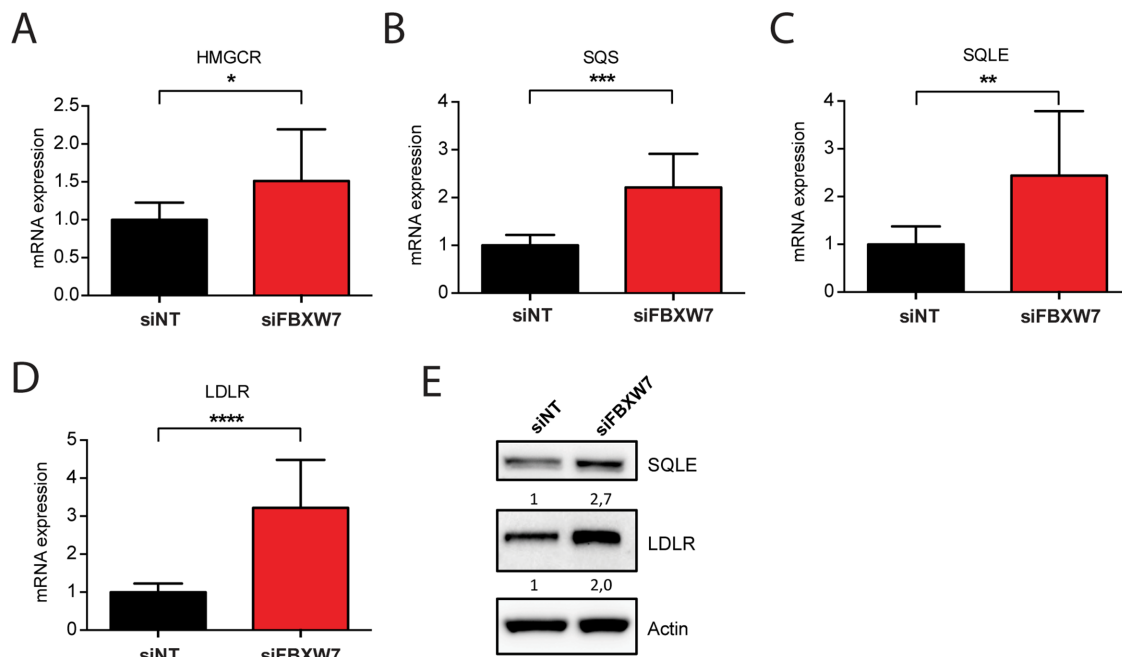 A
HMGCR
*
mRNA expression
2.5
2.0
1.5
1.0
0.5
0.0
siNT
siFBXW7
B
SQS
***
mRNA expression
4
3
2
1
0
siNT
siFBXW7
C
SQLE
**
mRNA expression
4
3
2
1
0
siNT
siFBXW7
D
LDLR
****
mRNA expression
5
4
3
2
1
0
siNT
siFBXW7
E
siNT
siFBXW7
SQLE
1 2,7
LDLR
1 2,0
Actin